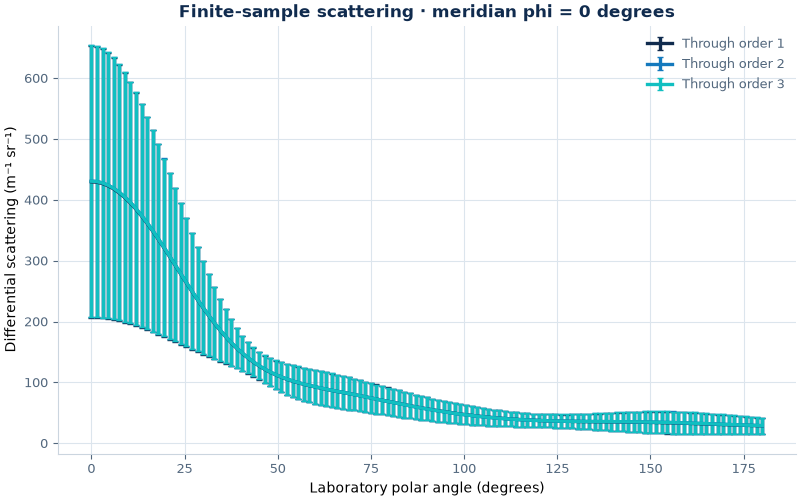 Finite-sample scattering · meridian phi = 0 degrees
Through order 1
Through order 2
Through order 3
Differential scattering (m⁻¹ sr⁻¹)
600
500
400
300
200
100
0
0 25 50 75 100 125 150 175
Laboratory polar angle (degrees)